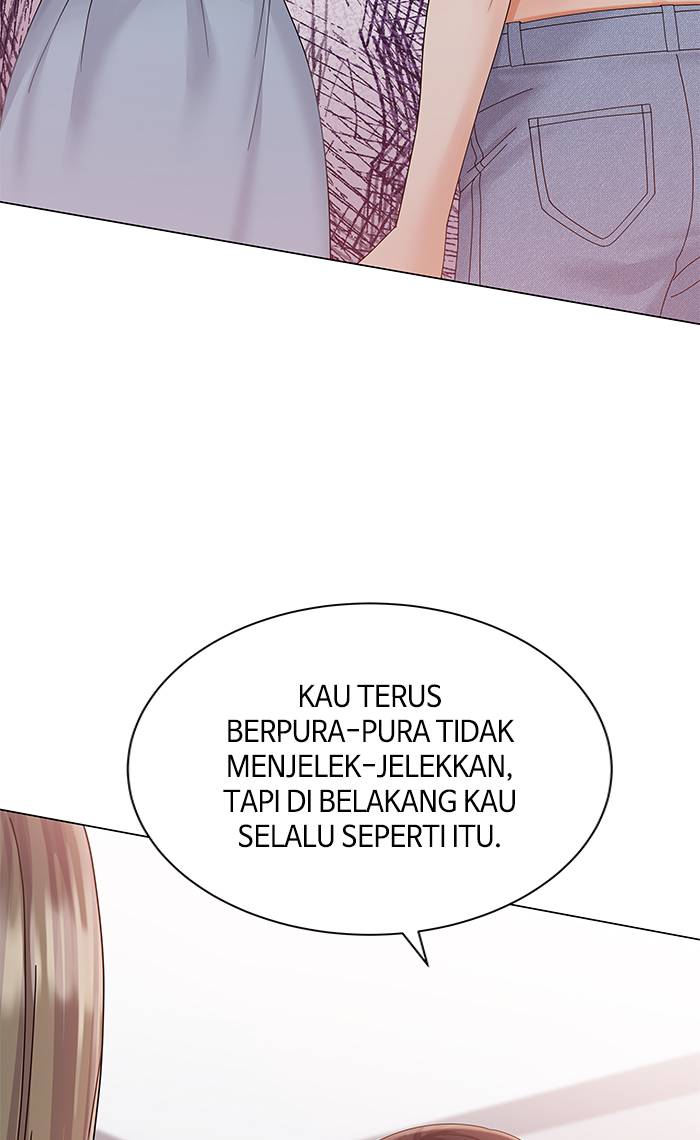 KAU TERUS
BERPURA-PURA TIDAK
MENJELEK-JELEKKAN,
TAPI DI BELAKANG KAU
SELALU SEPERTI ITU.